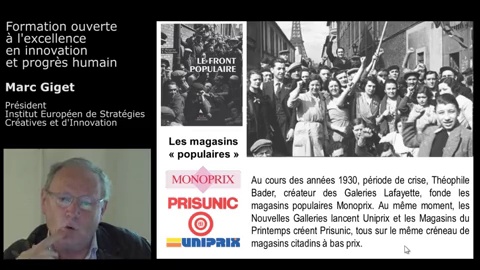 Formation ouverte
à l'excellence
en innovation
et progrès humain
Marc Giget
Président
Institut Européen de Stratégies
Créatives et d'Innovation
LE FRONT
POPULAIRE
Les magasins
« populaires »
MONOPRIX
PRISUNIC
UNIPRIX
Au cours des années 1930, période de crise, Théophile
Bader, créateur des Galeries Lafayette, fonde les
magasins populaires Monoprix. Au même moment, les
Nouvelles Galleries lancent Uniprix et les Magasins du
Printemps créent Prisunic, tous sur le même créneau de
magasins citadins à bas prix.